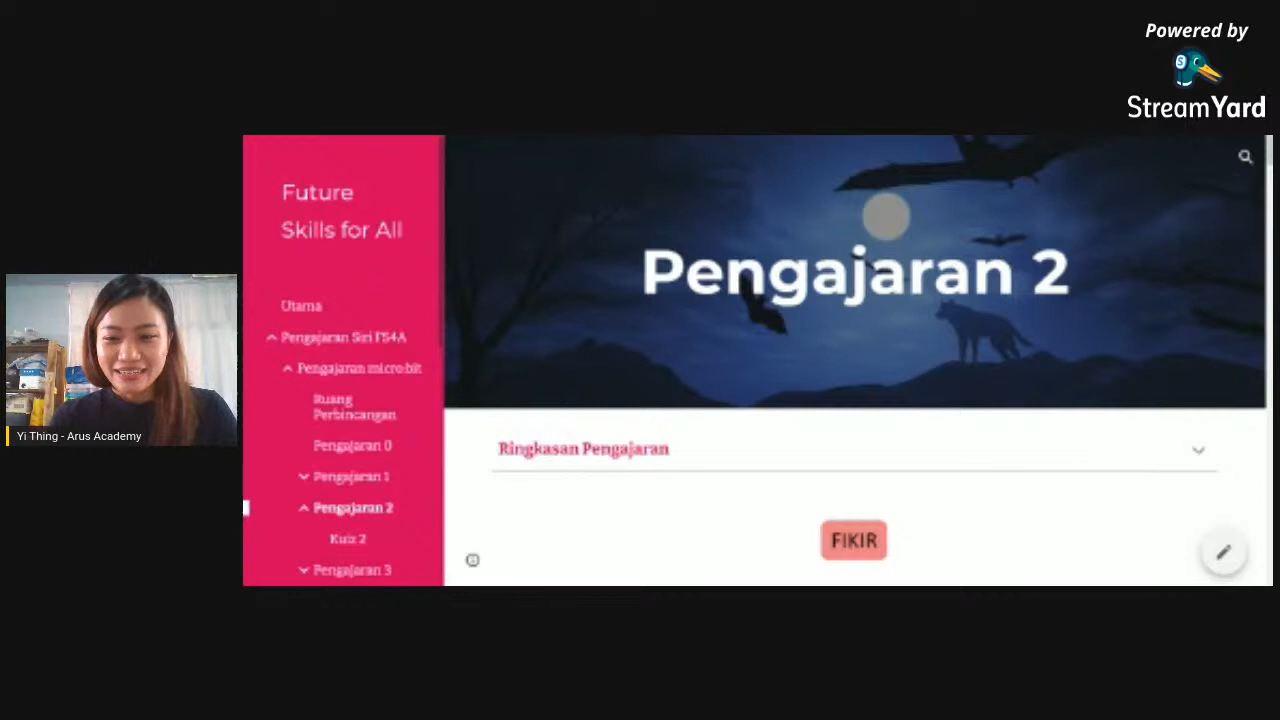 Powered by
StreamYard
Future
Skills for All
Utama
Pengajaran Siri FS4A
Pengajaran micro:bit
Ruang
Perbincangan
Pengajaran 0
Pengajaran 1
Pengajaran 2
Kuiz 2
Pengajaran 3
Pengajaran 2
Ringkasan Pengajaran
FIKIR
Yi Thing - Arus Academy